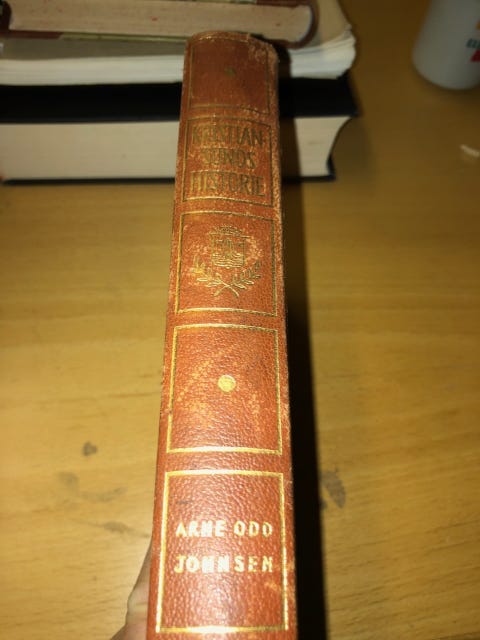 KRISTIAN
SUNDS
HISTORIE
ARNE ODD
JOHNSEN